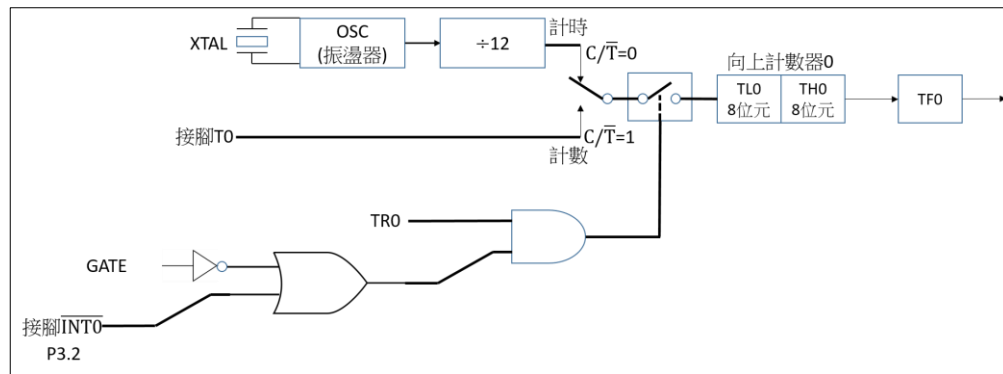 XTAL
OSC
(振盪器)
÷12
計時
C/T̅=0
向上計數器0
TL0
8位元
TH0
8位元
TF0
接腳T0
C/T̅=1
計數
TR0
GATE
接腳I̅N̅T̅0̅
P3.2